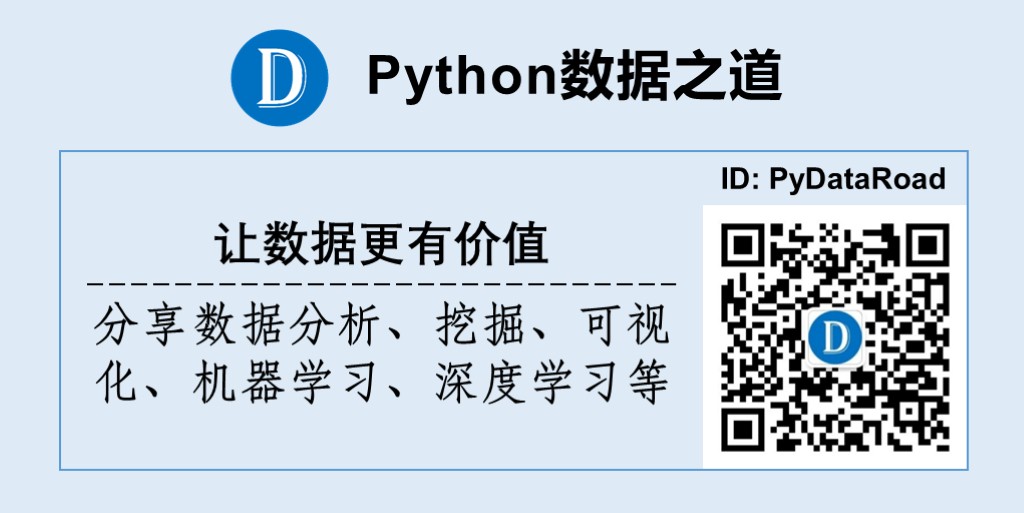 D
Python数据之道
ID: PyDataRoad
让数据更有价值
分享数据分析、挖掘、可视
化、机器学习、深度学习等
D